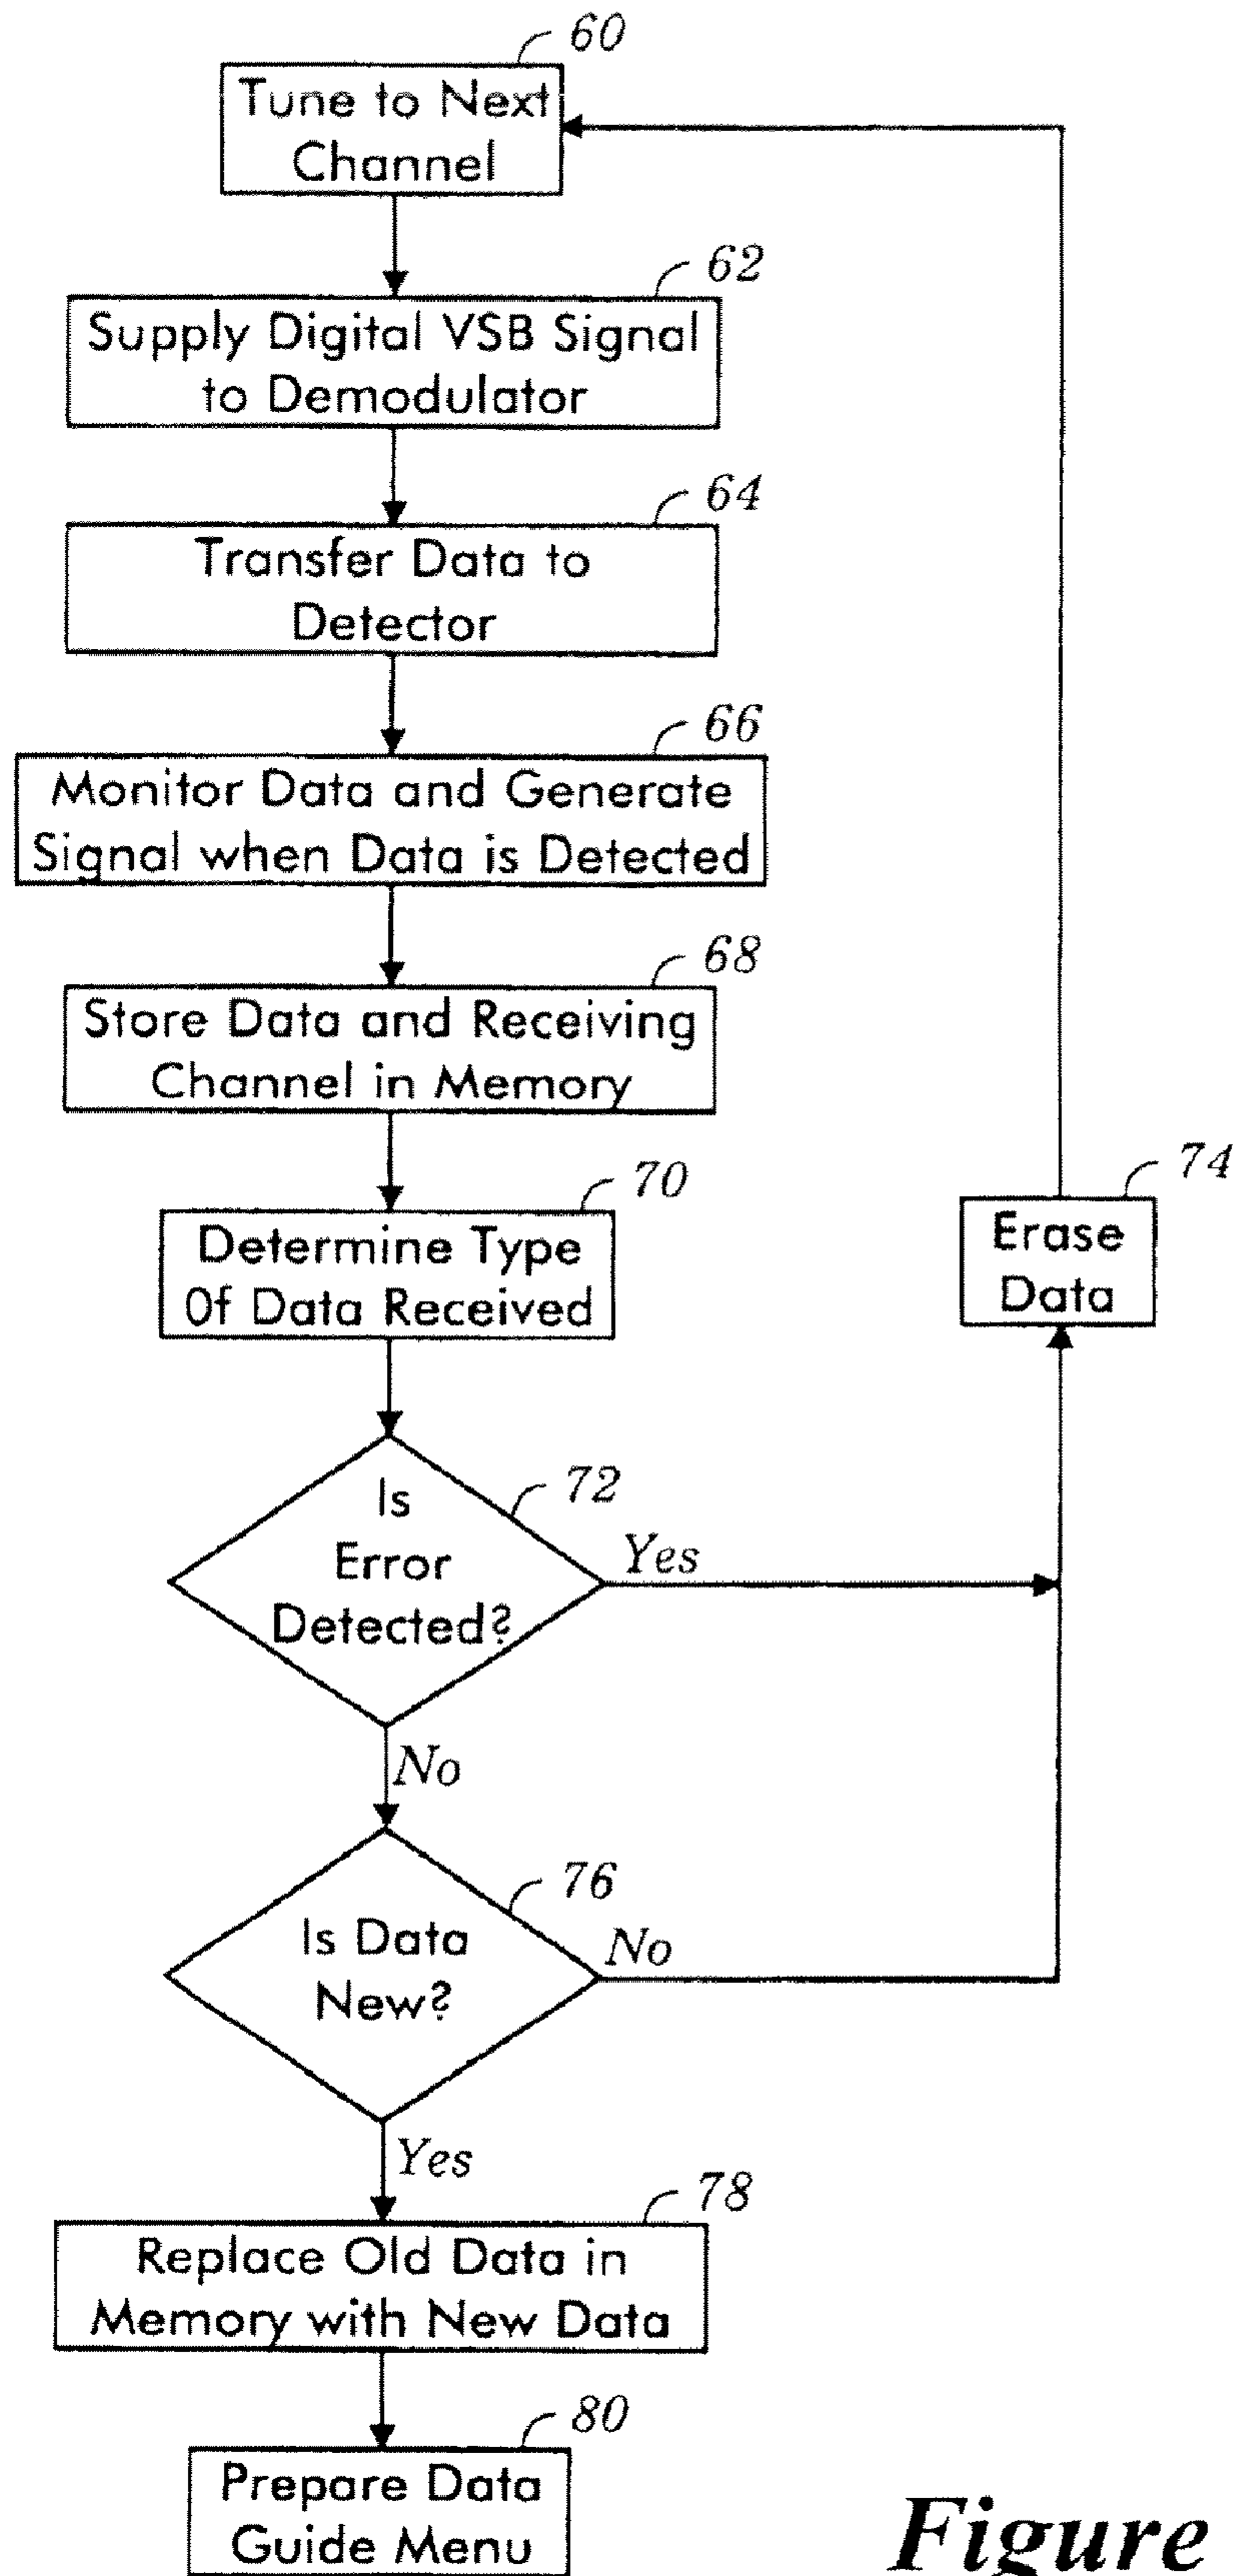 60
Tune to Next
Channel
62
Supply Digital VSB Signal
to Demodulator
64
Transfer Data to
Detector
66
Monitor Data and Generate
Signal when Data is Detected
68
Store Data and Receiving
Channel in Memory
70
Determine Type
Of Data Received
74
Erase
Data
72
Is
Error
Detected?
Yes
No
76
Is Data
New?
No
Yes
78
Replace Old Data in
Memory with New Data
80
Prepare Data
Guide Menu
Figure